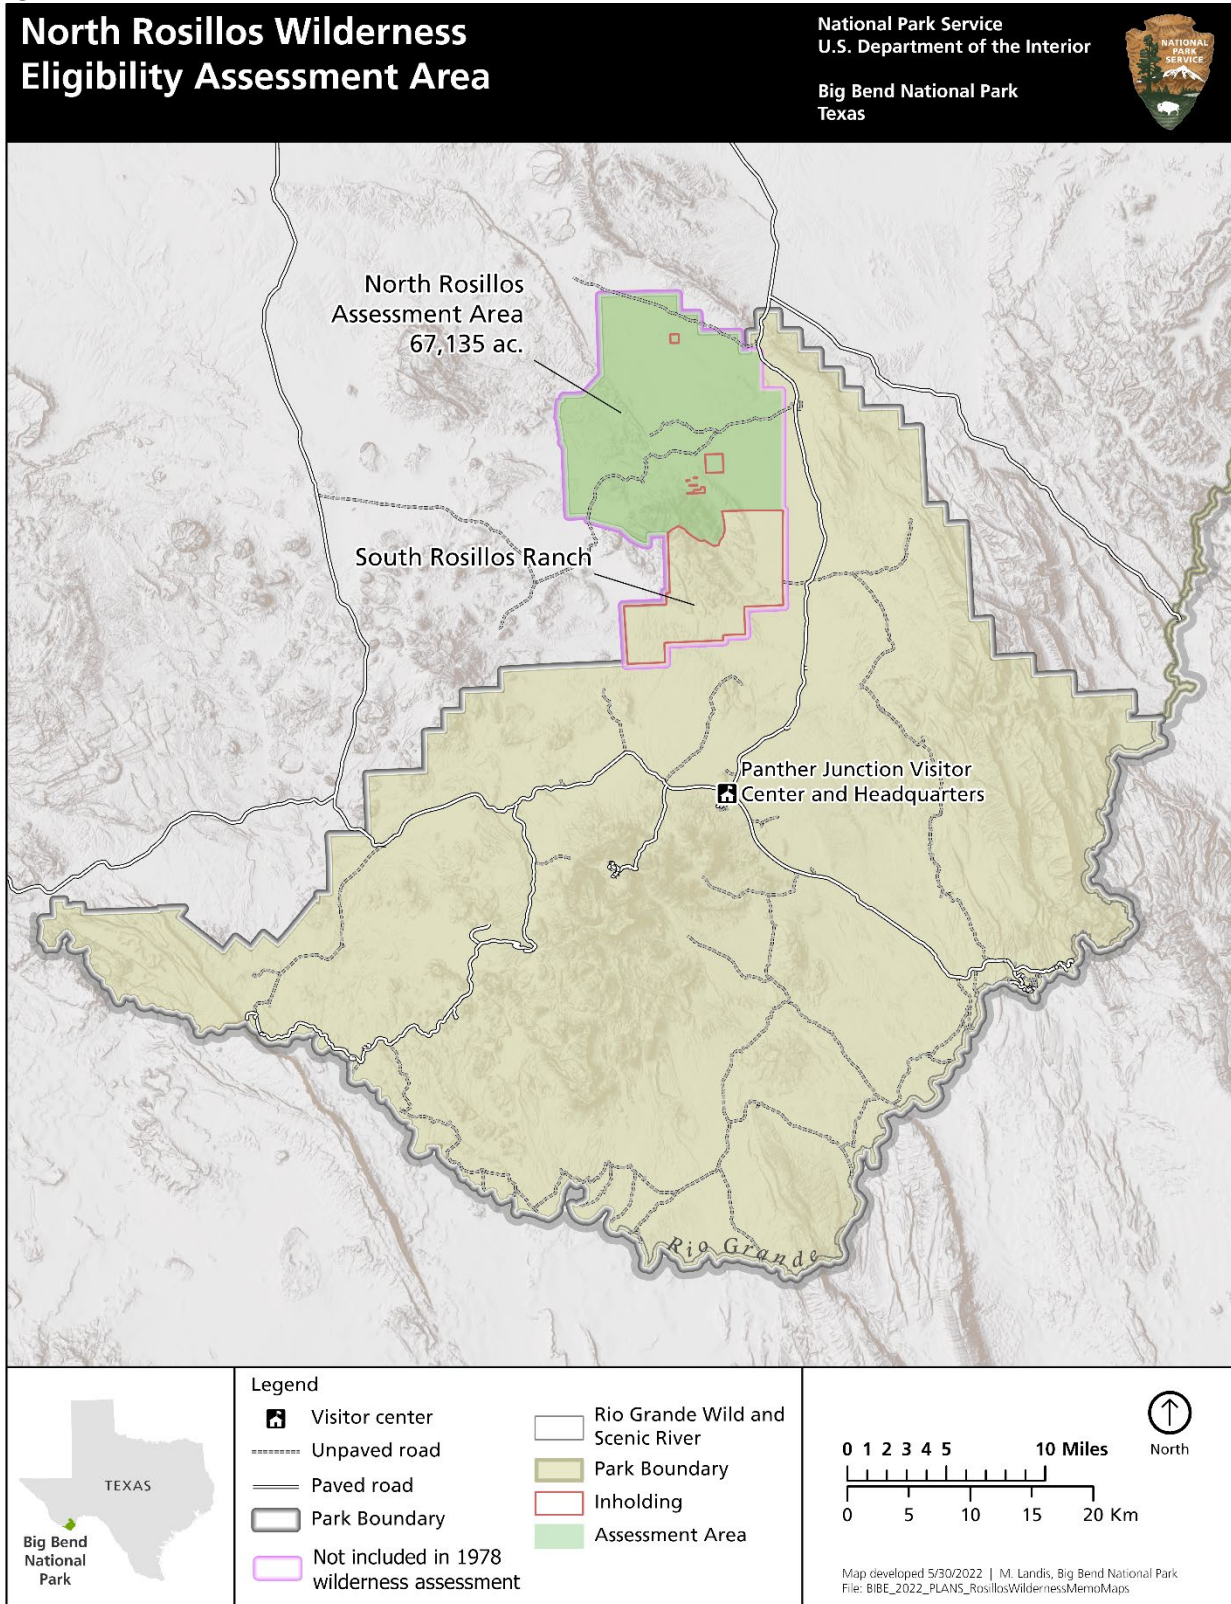 North Rosillos Wilderness
Eligibility Assessment Area
National Park Service
U.S. Department of the Interior
Big Bend National Park
Texas
NATIONAL
PARK
SERVICE
North Rosillos
Assessment Area
67,135 ac.
South Rosillos Ranch
Panther Junction Visitor
Center and Headquarters
Rio Grande
TEXAS
Big Bend
National
Park
Legend
Visitor center
Unpaved road
Paved road
Park Boundary
Not included in 1978
wilderness assessment
Rio Grande Wild and
Scenic River
Park Boundary
Inholding
Assessment Area
0 1 2 3 4 5 10 Miles
0 5 10 15 20 Km
North
Map developed 5/30/2022 | M. Landis, Big Bend National Park
File: BIBE_2022_PLANS_RosillosWildernessMemoMaps